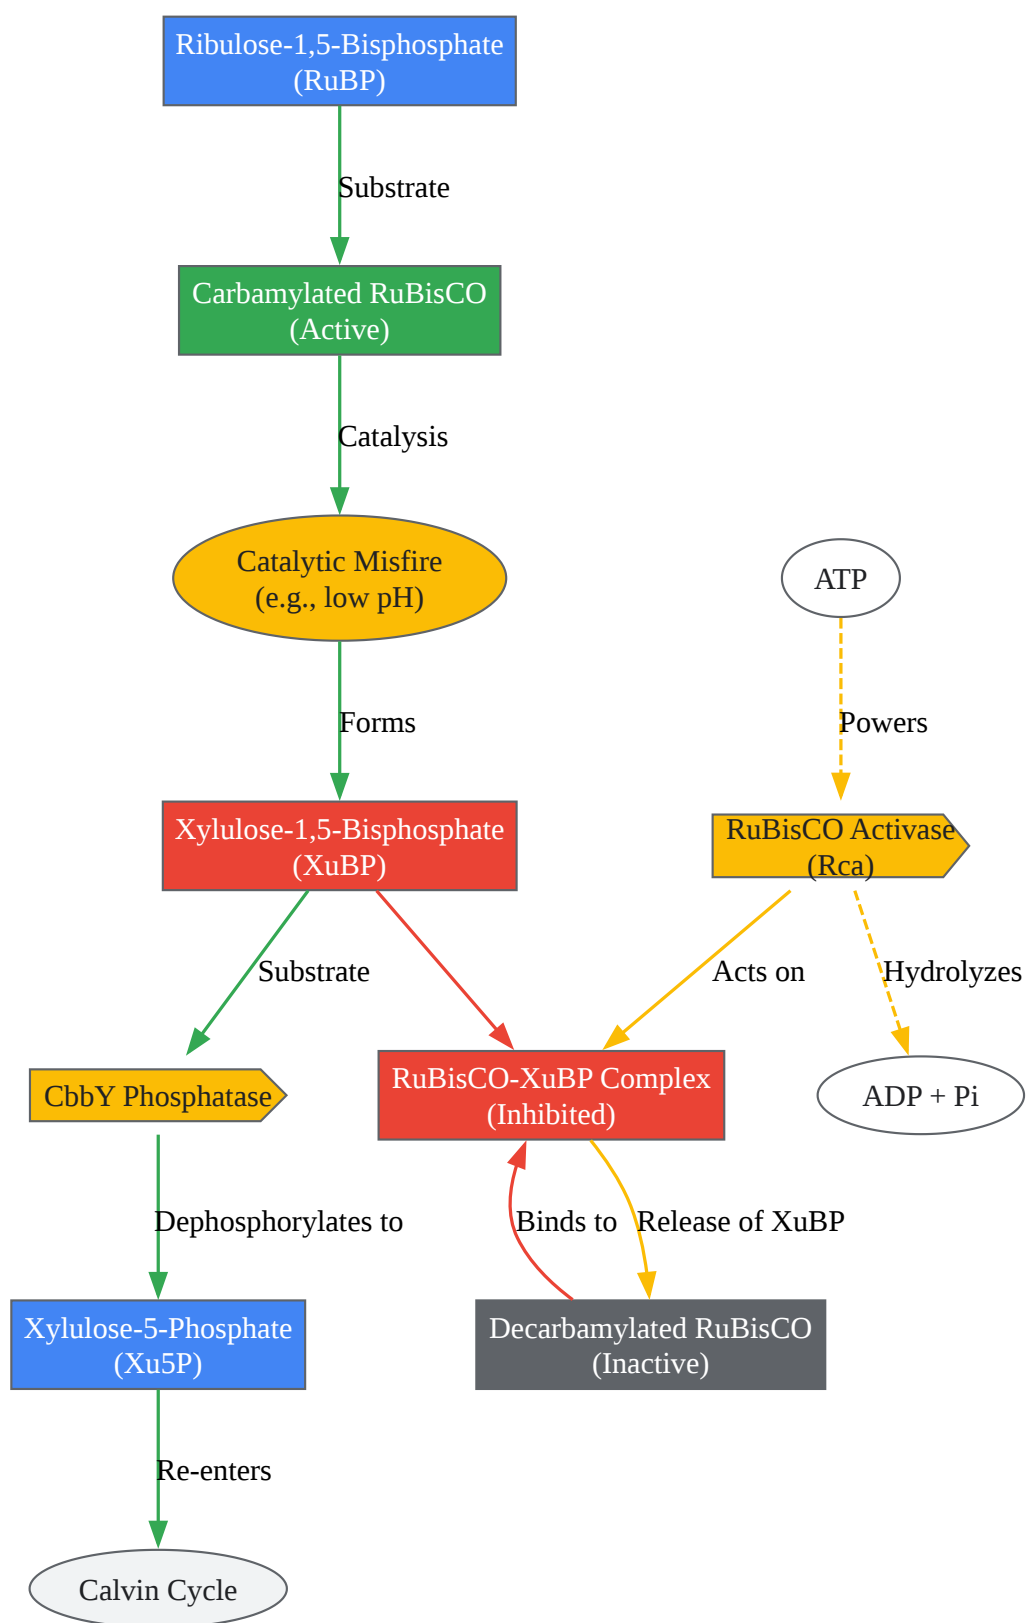 Ribulose-1,5-Bisphosphate
(RuBP)
Substrate
Carbamylated RuBisCO
(Active)
Catalysis
Catalytic Misfire
(e.g., low pH)
ATP
Forms
Powers
Xylulose-1,5-Bisphosphate
(XuBP)
RuBisCO Activase
(Rca)
Substrate
Acts on
Hydrolyzes
CbbY Phosphatase
RuBisCO-XuBP Complex
(Inhibited)
ADP + Pi
Dephosphorylates to
Binds to
Release of XuBP
Xylulose-5-Phosphate
(Xu5P)
Decarbamylated RuBisCO
(Inactive)
Re-enters
Calvin Cycle